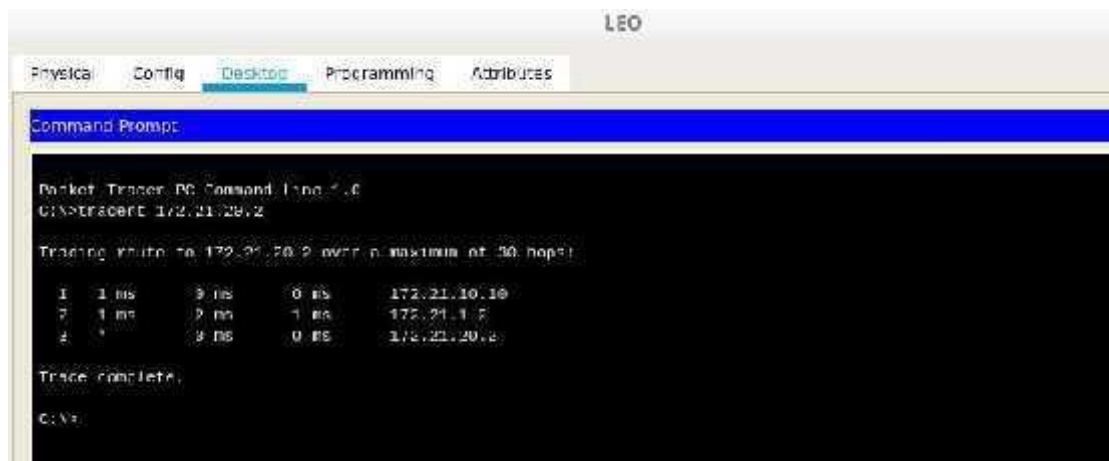 LEO
Physical Config Desktop Programming Attributes
Command Prompt
Packet Tracer PC Command Line 1.0
C:\>tracert 172.21.20.2
Tracing route to 172.21.20.2 over a maximum of 30 hops:
1 1 ms 0 ms 0 ms 172.21.10.10
2 1 ms 2 ms 1 ms 172.21.1.2
3 * 0 ms 0 ms 172.21.20.2
Trace complete.
C:\>